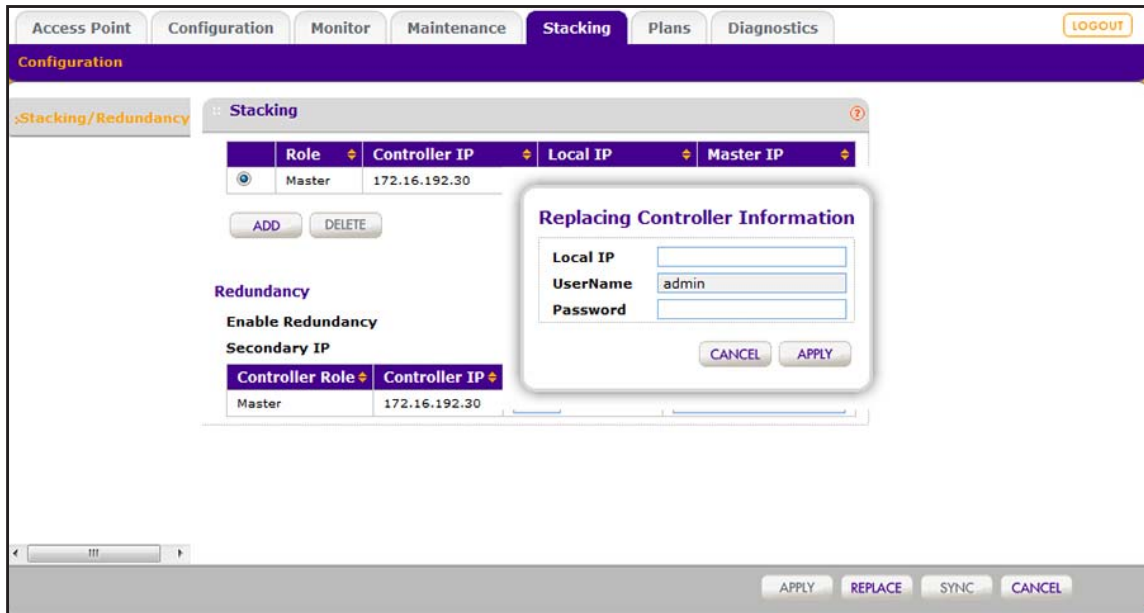 Access Point Configuration Monitor Maintenance Stacking Plans Diagnostics LOGOUT
Configuration
Stacking/Redundancy
Stacking ?
Role Controller IP Local IP Master IP
Master 172.16.192.30
ADD DELETE
Replacing Controller Information
Local IP
UserName admin
Password
CANCEL APPLY
Redundancy
Enable Redundancy
Secondary IP
Controller Role Controller IP
Master 172.16.192.30
APPLY REPLACE SYNC CANCEL